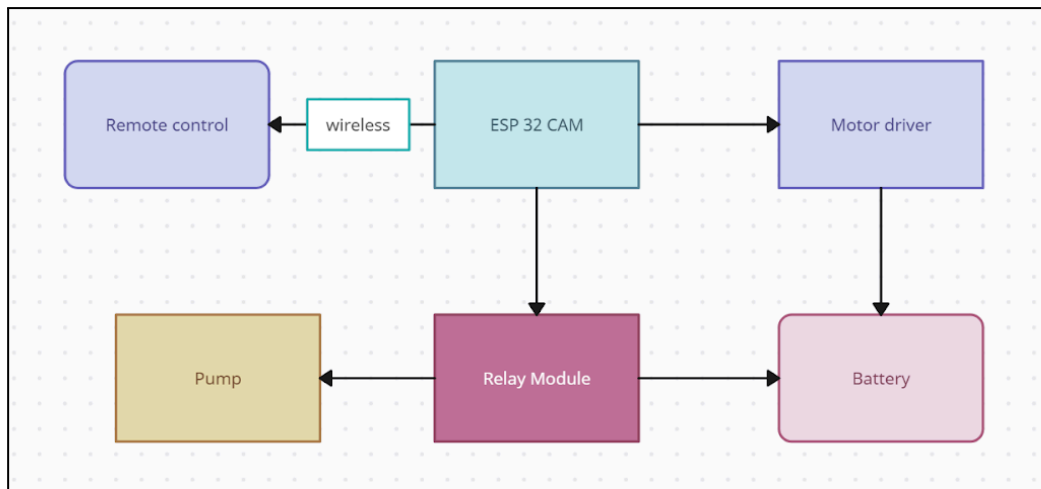 Remote control
wireless
ESP 32 CAM
Motor driver
Pump
Relay Module
Battery